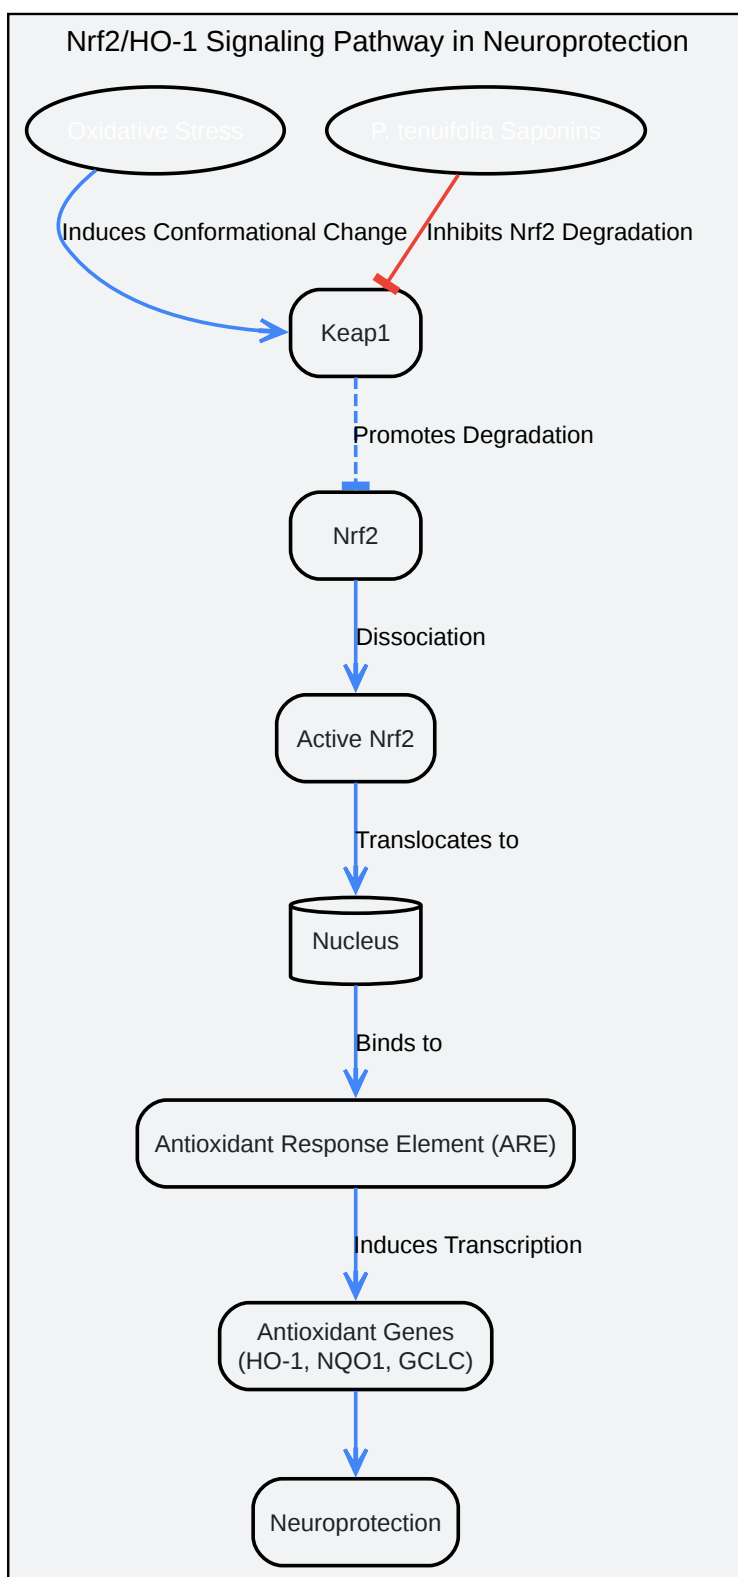 Nrf2/HO-1 Signaling Pathway in Neuroprotection
Oxidative Stress
P. tenuifolia Saponins
Induces Conformational Change
Inhibits Nrf2 Degradation
Keap1
Promotes Degradation
Nrf2
Dissociation
Active Nrf2
Translocates to
Nucleus
Binds to
Antioxidant Response Element (ARE)
Induces Transcription
Antioxidant Genes
(HO-1, NQO1, GCLC)
Neuroprotection